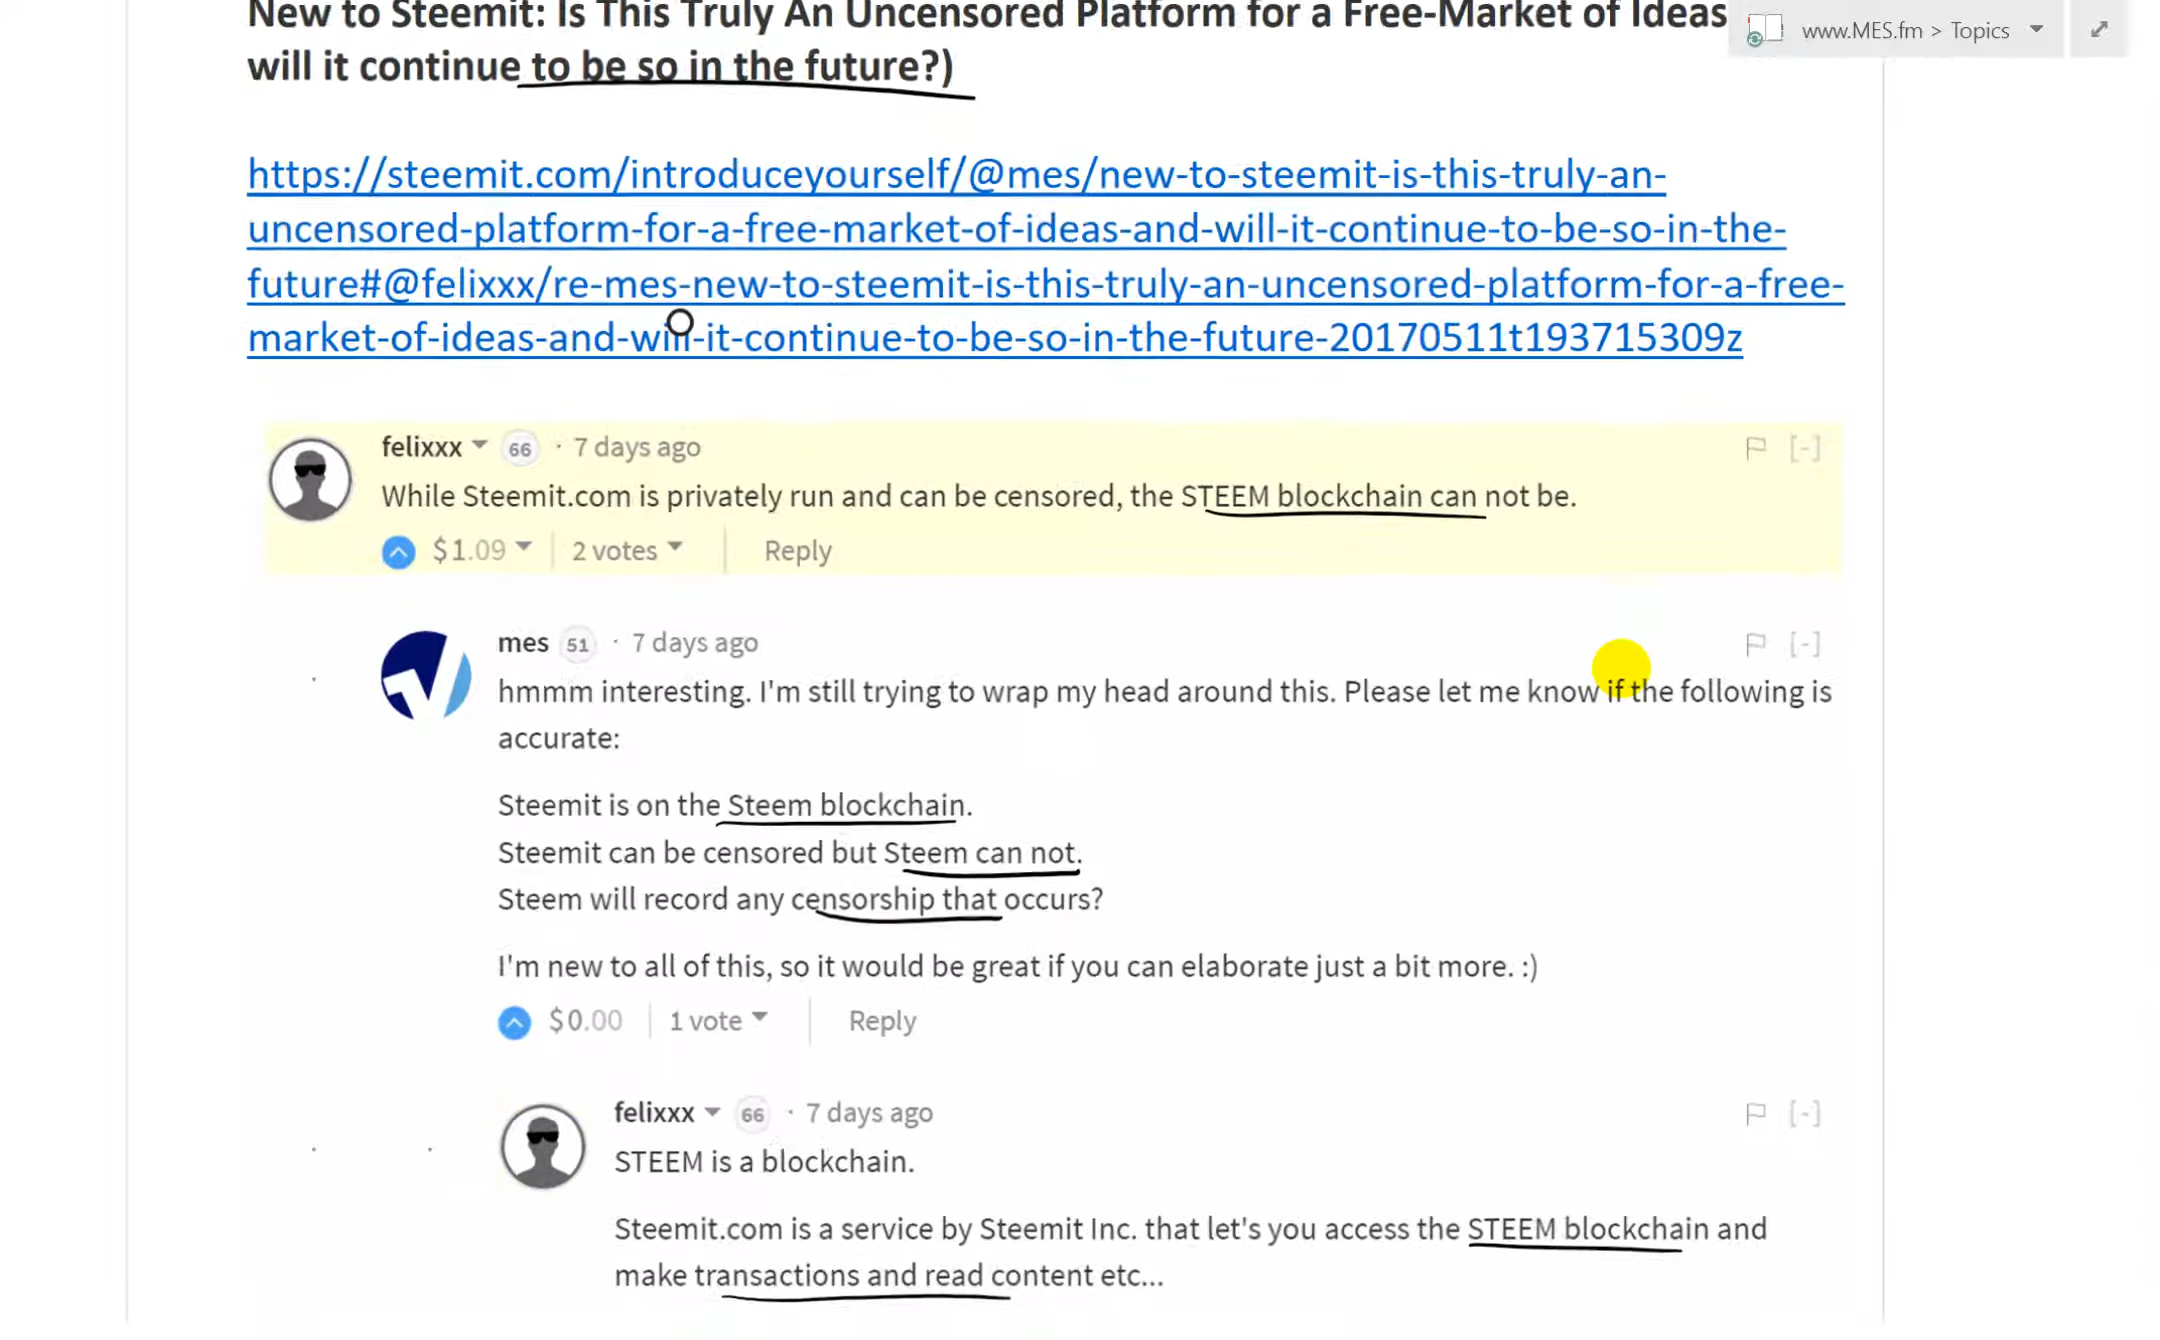 New to Steemit: Is This Truly An Uncensored Platform for a Free-Market of Ideas
www.MES.fm > Topics
will it continue to be so in the future?)
https://steemit.com/introduceyourself/@mes/new-to-steemit-is-this-truly-an-
uncensored-platform-for-a-free-market-of-ideas-and-will-it-continue-to-be-so-in-the-
future#@felixxx/re-mes-new-to-steemit-is-this-truly-an-uncensored-platform-for-a-free-
market-of-ideas-and-will-it-continue-to-be-so-in-the-future-20170511t193715309z
felixxx 66 · 7 days ago [-]
While Steemit.com is privately run and can be censored, the STEEM blockchain can not be.
$1.09 2 votes Reply
mes 51 · 7 days ago [-]
hmmm interesting. I'm still trying to wrap my head around this. Please let me know if the following is
accurate:
Steemit is on the Steem blockchain.
Steemit can be censored but Steem can not.
Steem will record any censorship that occurs?
I'm new to all of this, so it would be great if you can elaborate just a bit more. :)
$0.00 1 vote Reply
felixxx 66 · 7 days ago [-]
STEEM is a blockchain.
Steemit.com is a service by Steemit Inc. that let's you access the STEEM blockchain and
make transactions and read content etc...